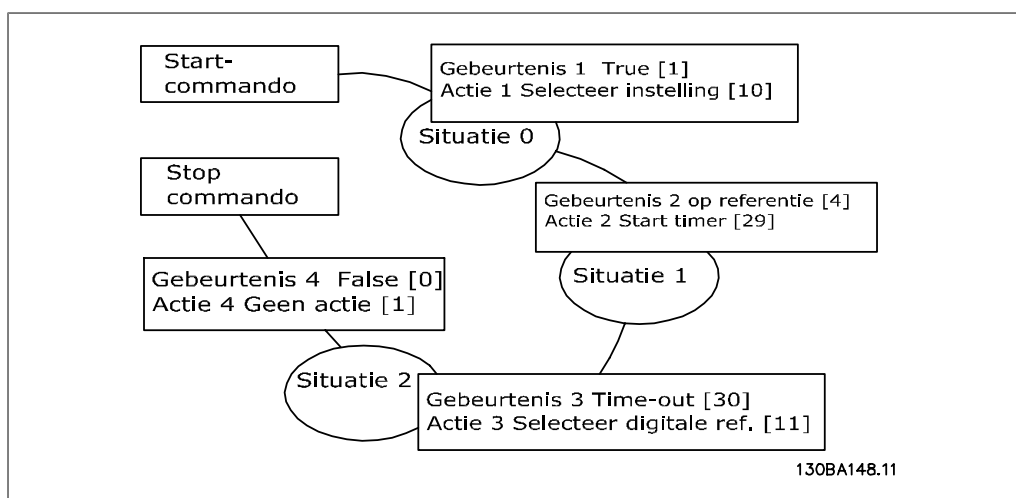 Start-
commando
Gebeurtenis 1 True [1]
Actie 1 Selecteer instelling [10]
Situatie 0
Stop
commando
Gebeurtenis 2 op referentie [4]
Actie 2 Start timer [29]
Situatie 1
Gebeurtenis 4 False [0]
Actie 4 Geen actie [1]
Situatie 2
Gebeurtenis 3 Time-out [30]
Actie 3 Selecteer digitale ref. [11]
130BA148.11